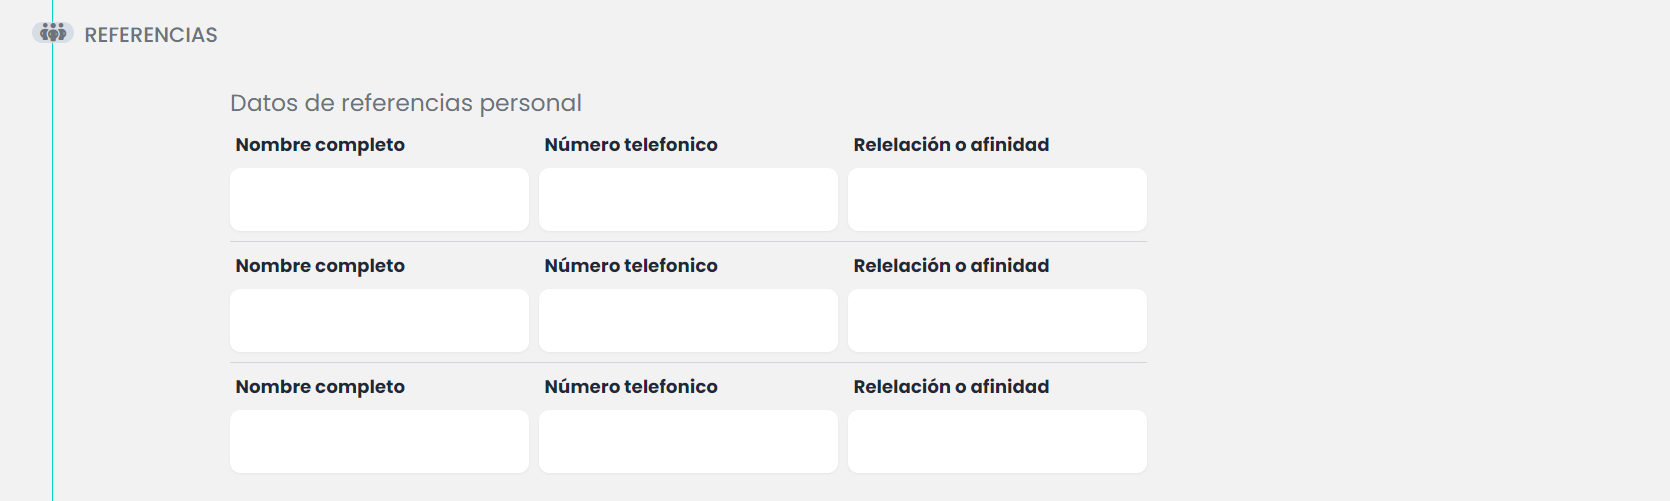 REFERENCIAS
Datos de referencias personal
Nombre completo Número telefonico Relelación o afinidad
Nombre completo Número telefonico Relelación o afinidad
Nombre completo Número telefonico Relelación o afinidad